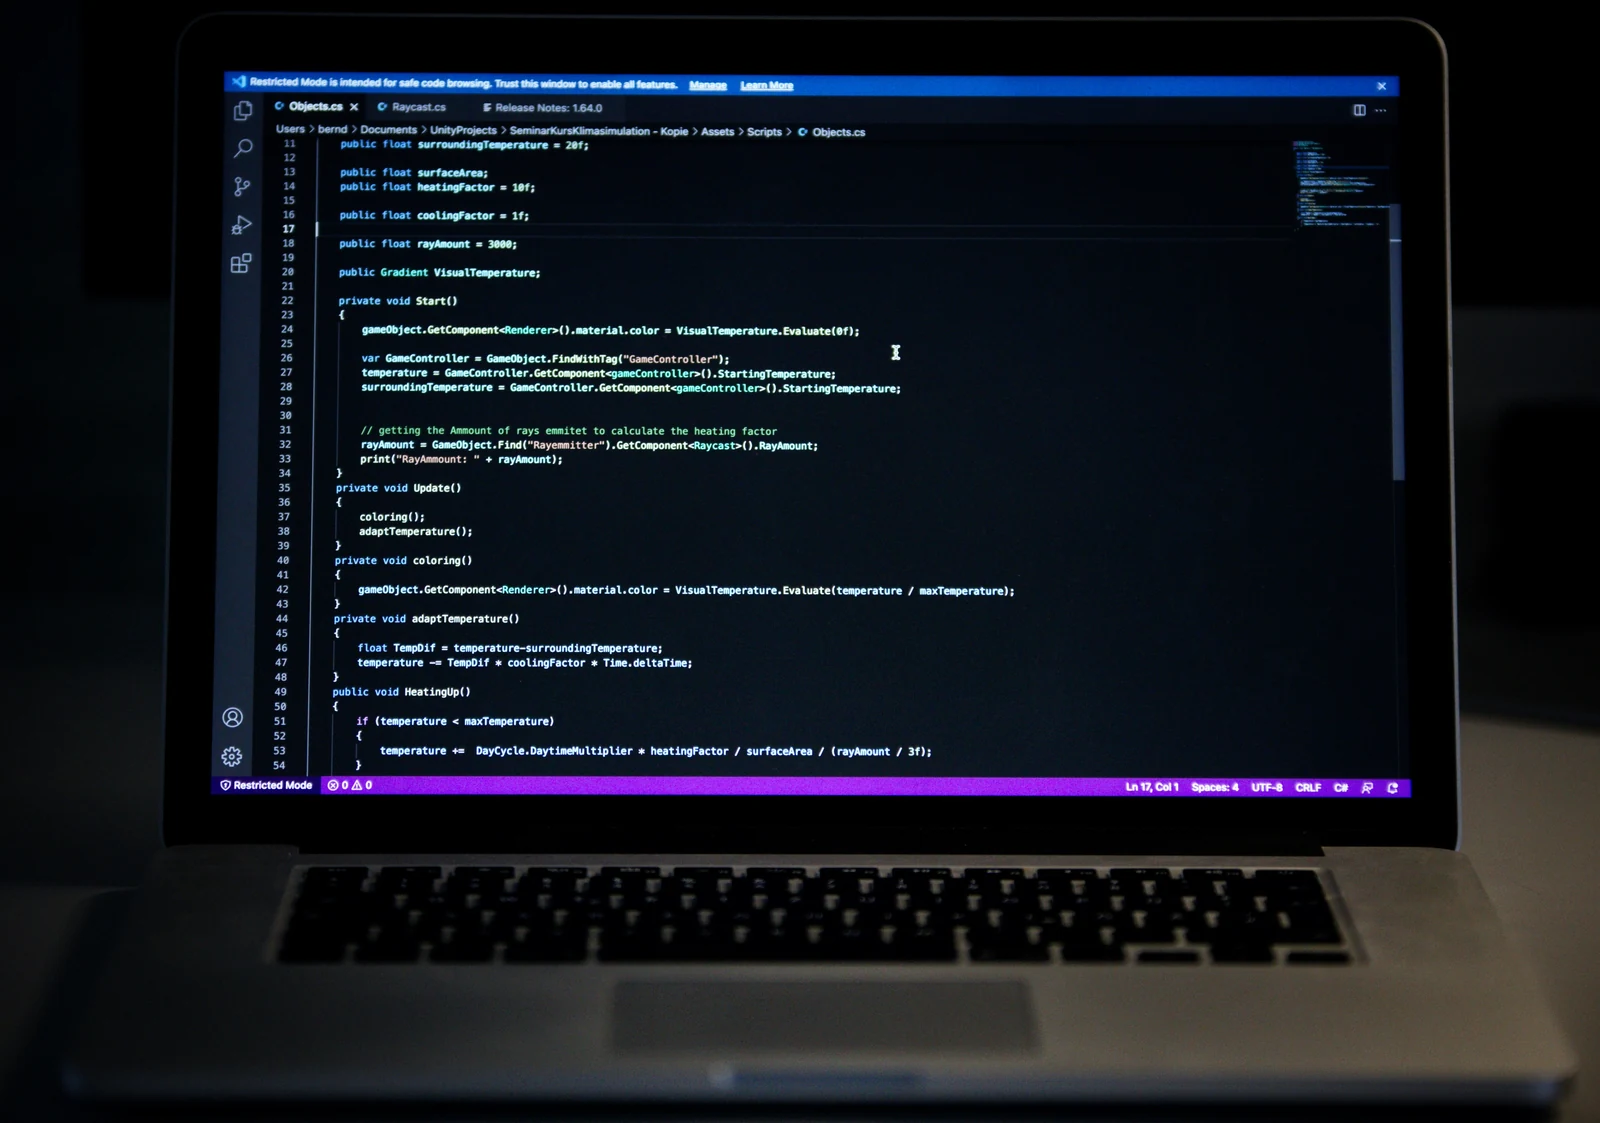 Restricted Mode is intended for safe code browsing. Trust this window to enable all features. Manage Learn More
Objects.cs Raycast.cs Release Notes: 1.64.0
Users > bernd > Documents > UnityProjects > SeminarKursKlimasimulation - Kopie > Assets > Scripts > Objects.cs
11 public float surroundingTemperature = 20f;
12
13 public float surfaceArea;
14 public float heatingFactor = 10f;
15
16 public float coolingFactor = 1f;
17
18 public float rayAmount = 3000;
19
20 public Gradient VisualTemperature;
21
22 private void Start()
23 {
24 gameObject.GetComponent<Renderer>().material.color = VisualTemperature.Evaluate(0f);
25
26 var GameController = GameObject.FindWithTag("GameController");
27 temperature = GameController.GetComponent<gameController>().StartingTemperature;
28 surroundingTemperature = GameController.GetComponent<gameController>().StartingTemperature;
29
30
31 // getting the Ammount of rays emmitet to calculate the heating factor
32 rayAmount = GameObject.Find("Rayemmitter").GetComponent<Raycast>().RayAmount;
33 print("RayAmmount: " + rayAmount);
34 }
35 private void Update()
36 {
37 coloring();
38 adaptTemperature();
39 }
40 private void coloring()
41 {
42 gameObject.GetComponent<Renderer>().material.color = VisualTemperature.Evaluate(temperature / maxTemperature);
43 }
44 private void adaptTemperature()
45 {
46 float TempDif = temperature-surroundingTemperature;
47 temperature -= TempDif * coolingFactor * Time.deltaTime;
48 }
49 public void HeatingUp()
50 {
51 if (temperature < maxTemperature)
52 {
53 temperature += DayCycle.DaytimeMultiplier * heatingFactor / surfaceArea / (rayAmount / 3f);
54 }
Restricted Mode 0 0 Ln 17, Col 1 Spaces: 4 UTF-8 CRLF C#